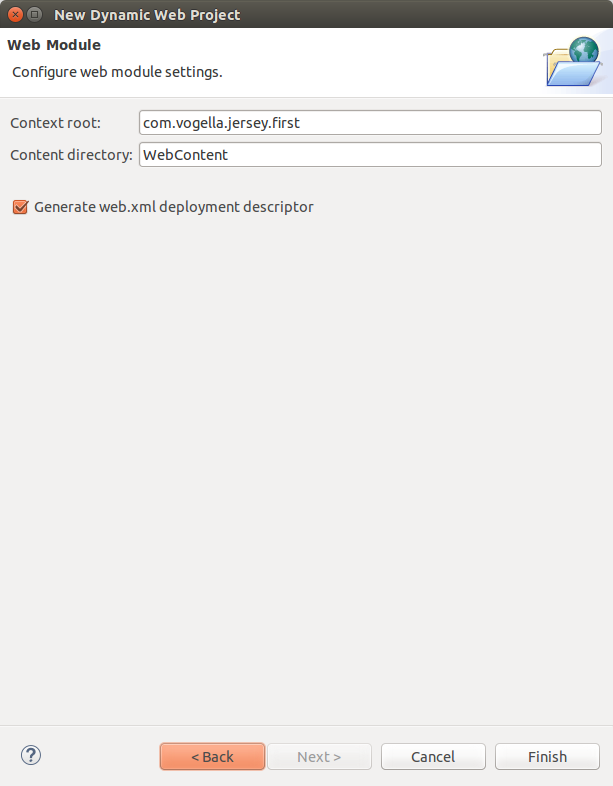 New Dynamic Web Project
Web Module
Configure web module settings.
Context root: com.vogella.jersey.first
Content directory: WebContent
Generate web.xml deployment descriptor
? < Back Next > Cancel Finish